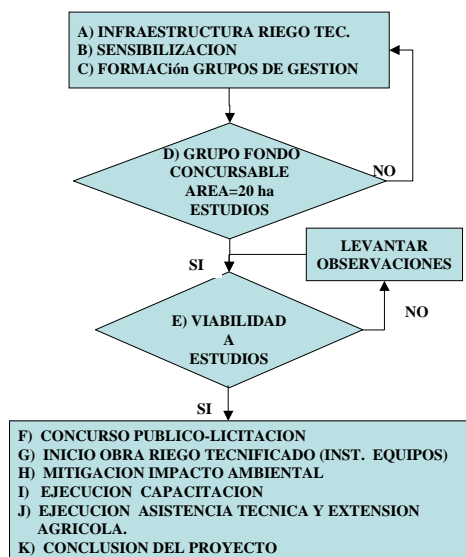 A) INFRAESTRUCTURA RIEGO TEC.
B) SENSIBILIZACION
C) FORMACión GRUPOS DE GESTION
D) GRUPO FONDO
CONCURSABLE
AREA=20 ha
ESTUDIOS
NO
SI
LEVANTAR
OBSERVACIONES
E) VIABILIDAD
A
ESTUDIOS
NO
SI
F) CONCURSO PUBLICO-LICITACION
G) INICIO OBRA RIEGO TECNIFICADO (INST. EQUIPOS)
H) MITIGACION IMPACTO AMBIENTAL
I) EJECUCION CAPACITACION
J) EJECUCION ASISTENCIA TECNICA Y EXTENSION
AGRICOLA.
K) CONCLUSION DEL PROYECTO